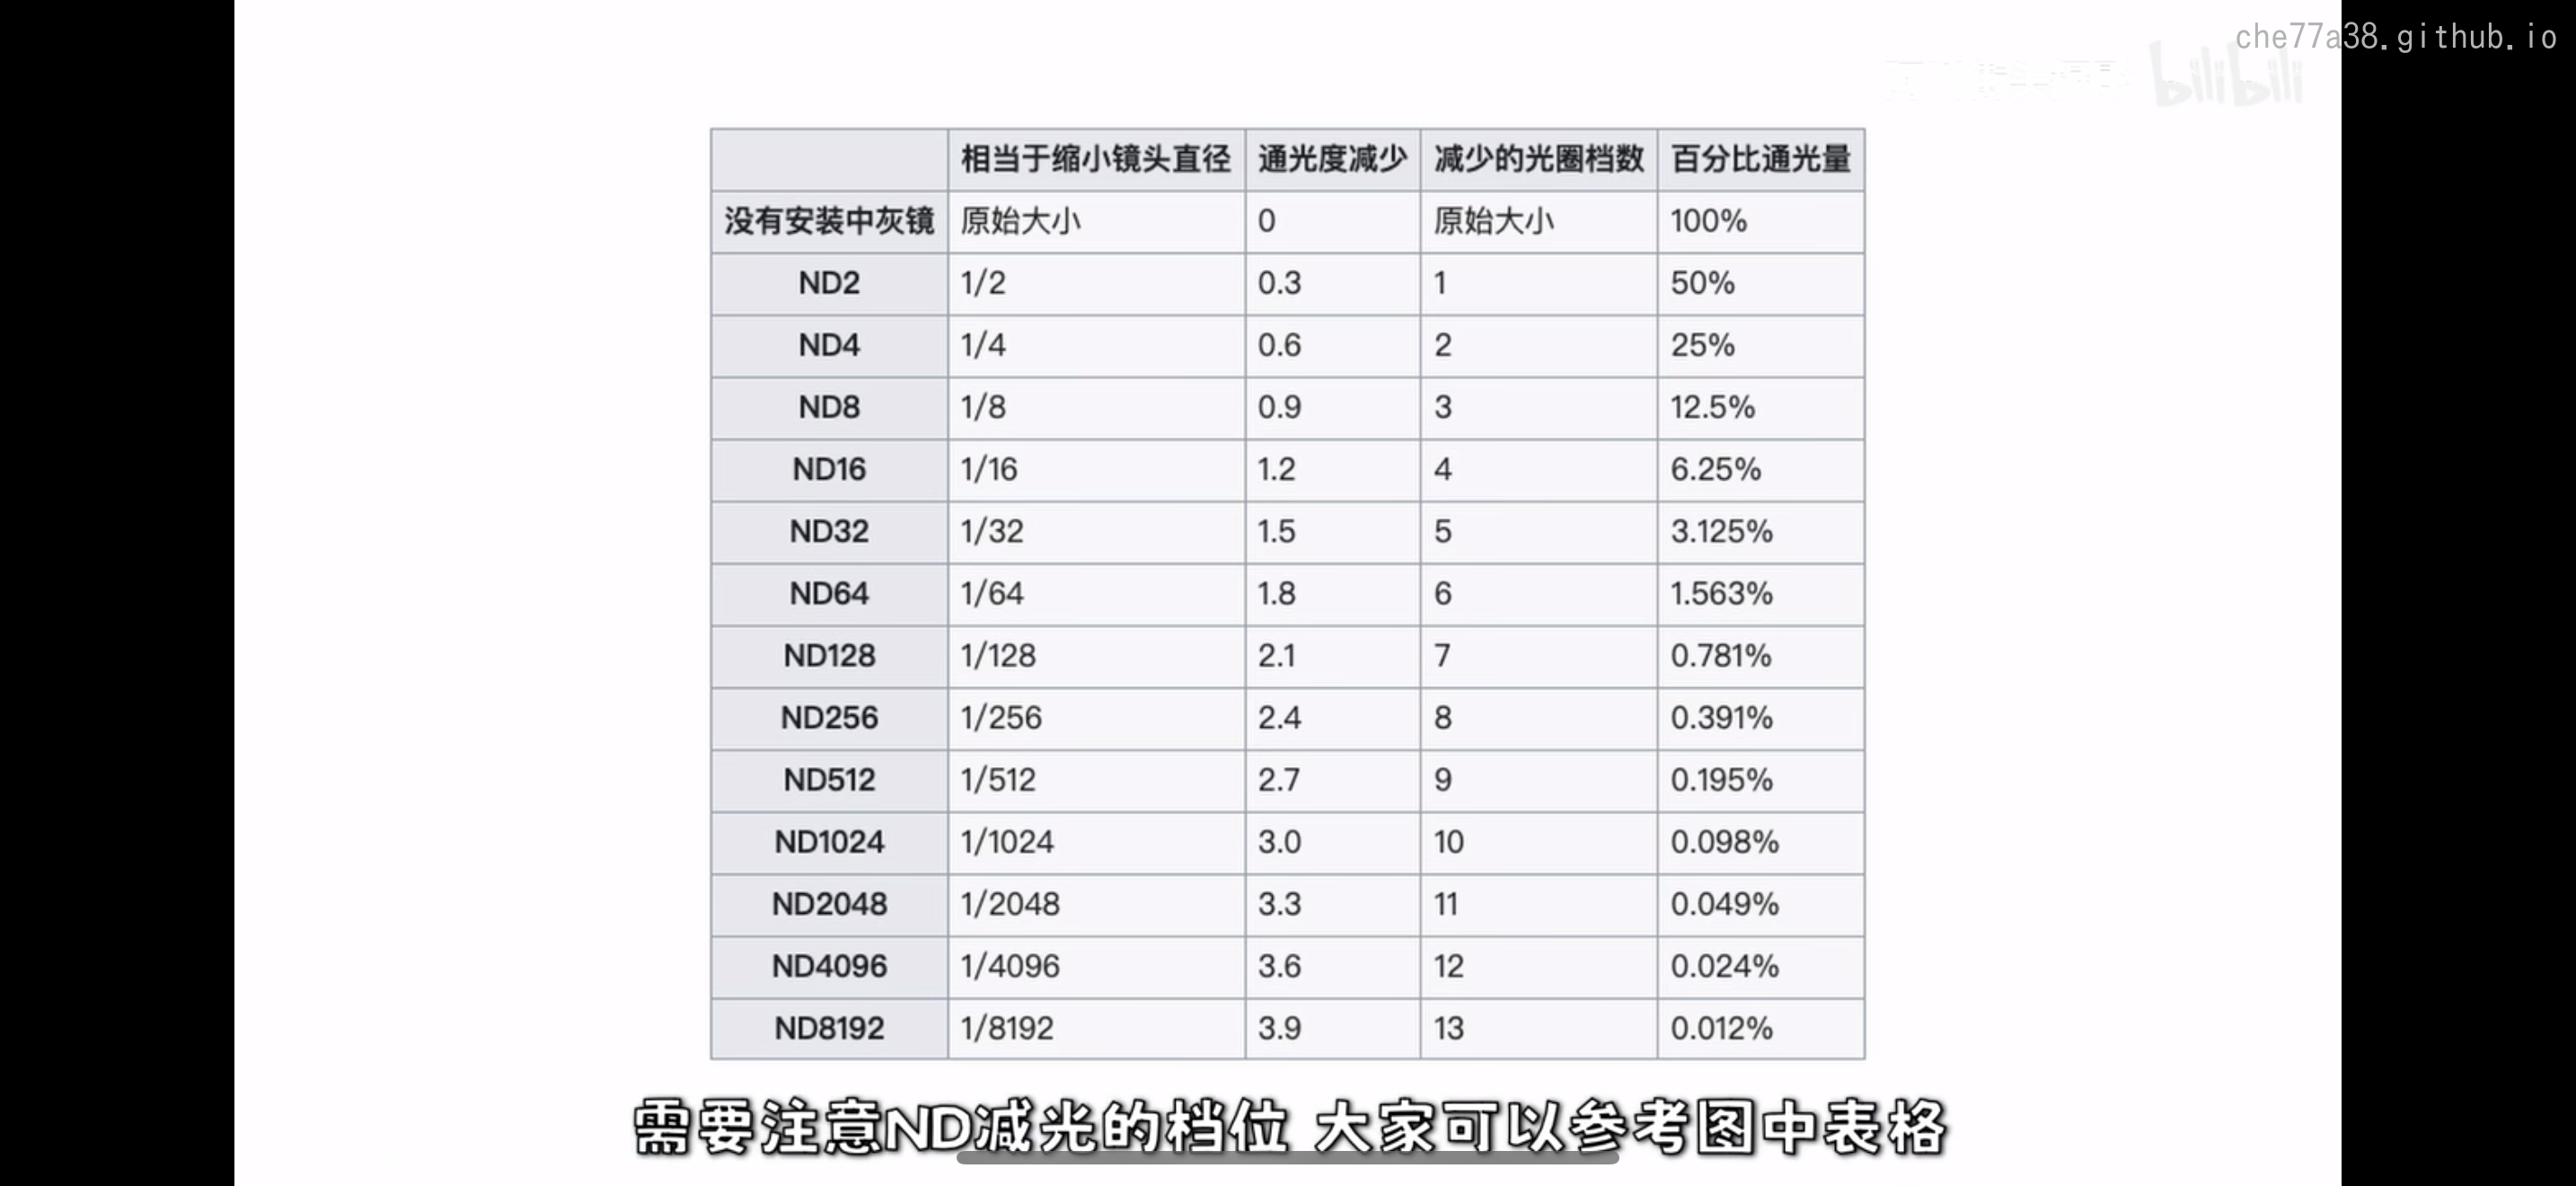 che77a38.github.io
bilibili
相当于缩小镜头直径 通光度减少 减少的光圈档数 百分比通光量
没有安装中灰镜 原始大小 0 原始大小 100%
ND2 1/2 0.3 1 50%
ND4 1/4 0.6 2 25%
ND8 1/8 0.9 3 12.5%
ND16 1/16 1.2 4 6.25%
ND32 1/32 1.5 5 3.125%
ND64 1/64 1.8 6 1.563%
ND128 1/128 2.1 7 0.781%
ND256 1/256 2.4 8 0.391%
ND512 1/512 2.7 9 0.195%
ND1024 1/1024 3.0 10 0.098%
ND2048 1/2048 3.3 11 0.049%
ND4096 1/4096 3.6 12 0.024%
ND8192 1/8192 3.9 13 0.012%
需要注意ND减光的档位 大家可以参考图中表格